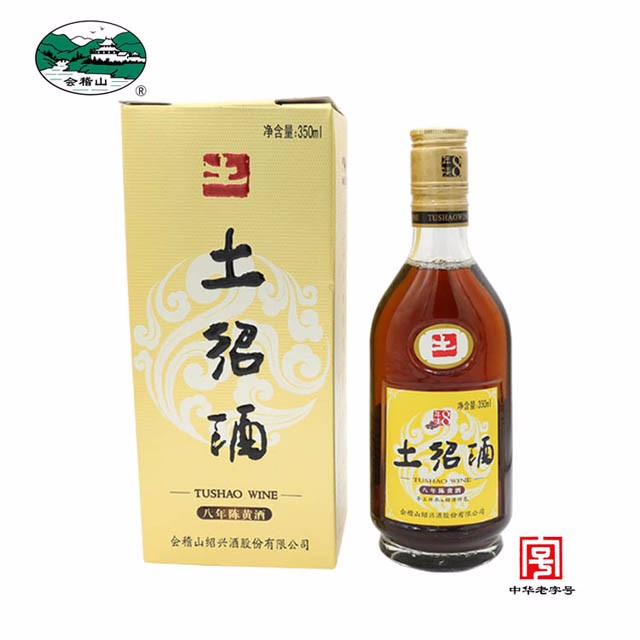 会稽山
®
净含量:350ml
土
土绍酒
TUSHAO WINE
八年陈黄酒
会稽山绍兴酒股份有限公司
8
TUSHAOWINE
土
8
净含量:350ml
土绍酒
TUSHAO WINE
八年陈黄酒
会稽山绍兴酒股份有限公司
中华老字号